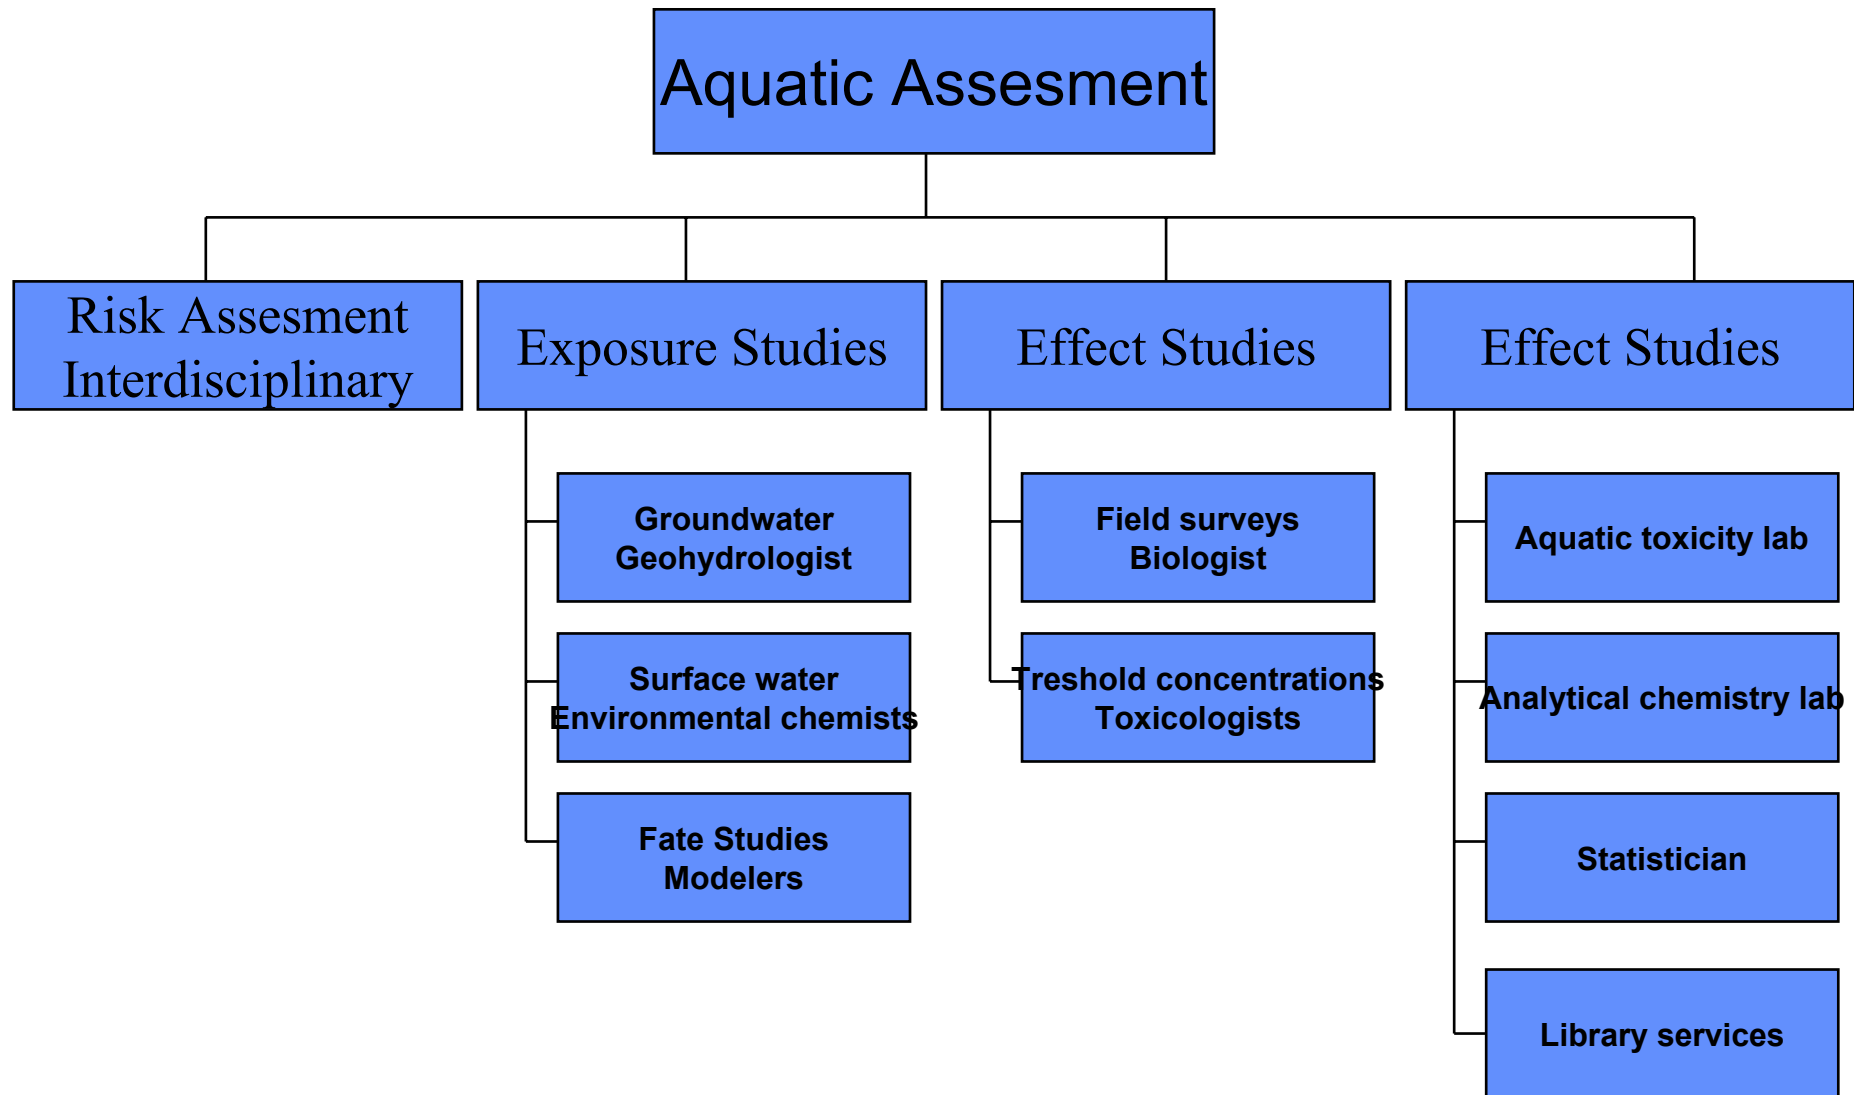 Aquatic Assesment
Risk Assesment
Interdisciplinary
Exposure Studies
Effect Studies
Effect Studies
Groundwater
Geohydrologist
Surface water
Environmental chemists
Fate Studies
Modelers
Field surveys
Biologist
Treshold concentrations
Toxicologists
Aquatic toxicity lab
Analytical chemistry lab
Statistician
Library services